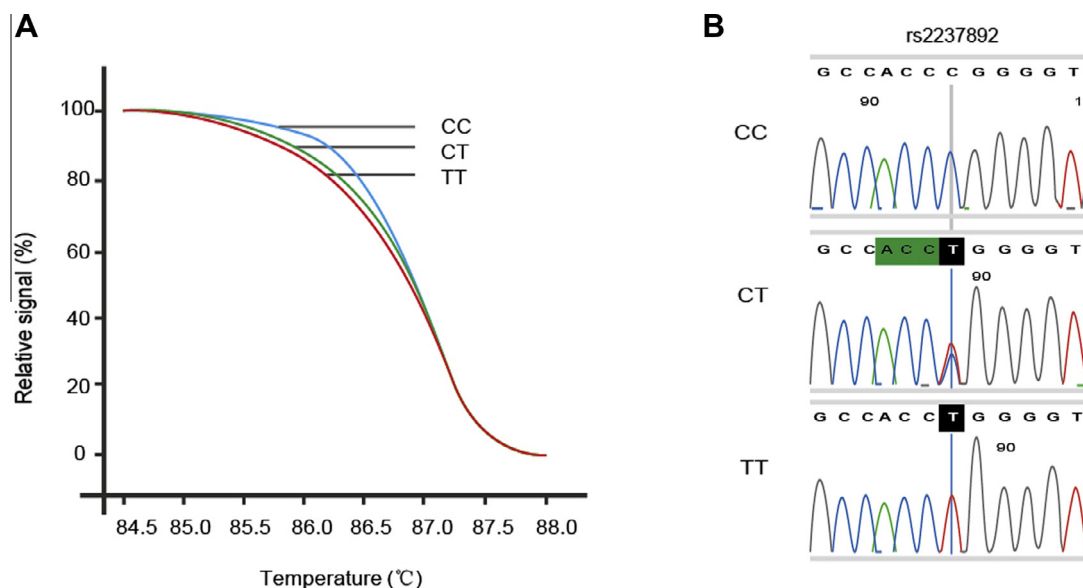 A
Relative signal (%)
100
80
60
40
20
0
CC
CT
TT
84.5 85.0 85.5 86.0 86.5 87.0 87.5 88.0
Temperature (℃)
B
rs2237892
G C C A C C C G G G G T
90 1
CC
G C C A C C T G G G G T
90
CT
G C C A C C T G G G G T
90
TT